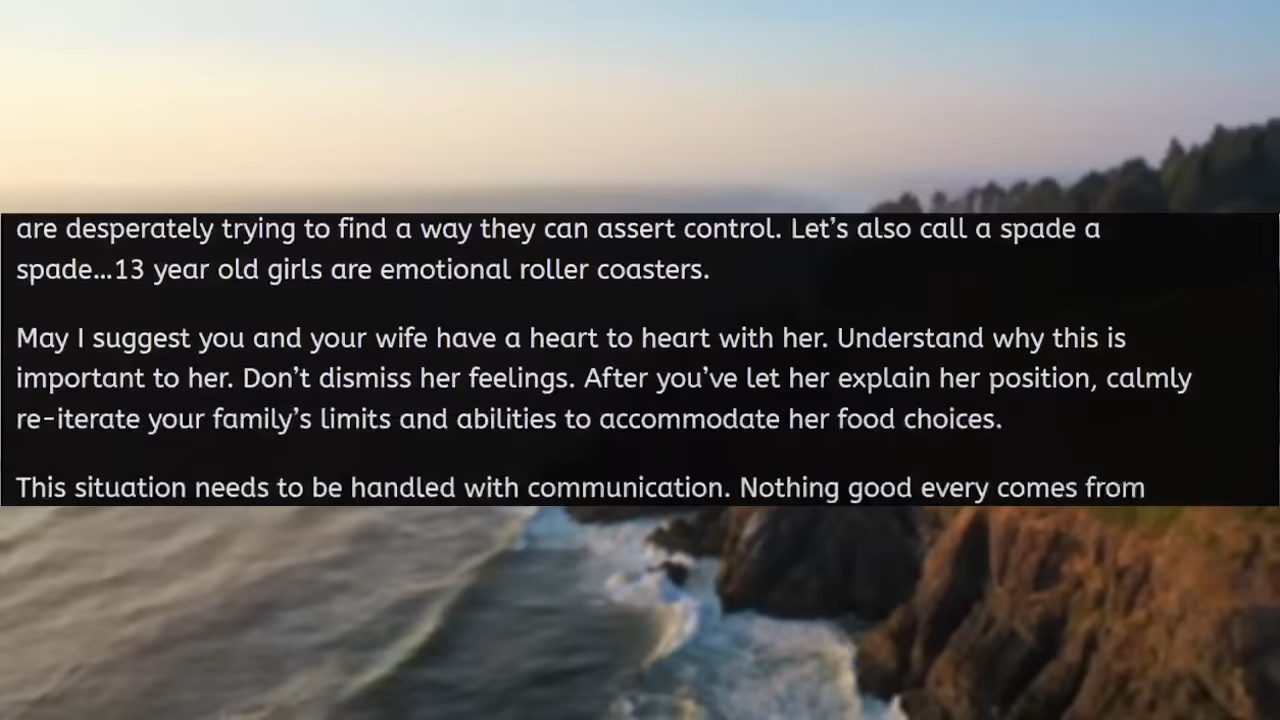 are desperately trying to find a way they can assert control. Let’s also call a spade a
spade...13 year old girls are emotional roller coasters.
May I suggest you and your wife have a heart to heart with her. Understand why this is
important to her. Don’t dismiss her feelings. After you’ve let her explain her position, calmly
re-iterate your family’s limits and abilities to accommodate her food choices.
This situation needs to be handled with communication. Nothing good every comes from